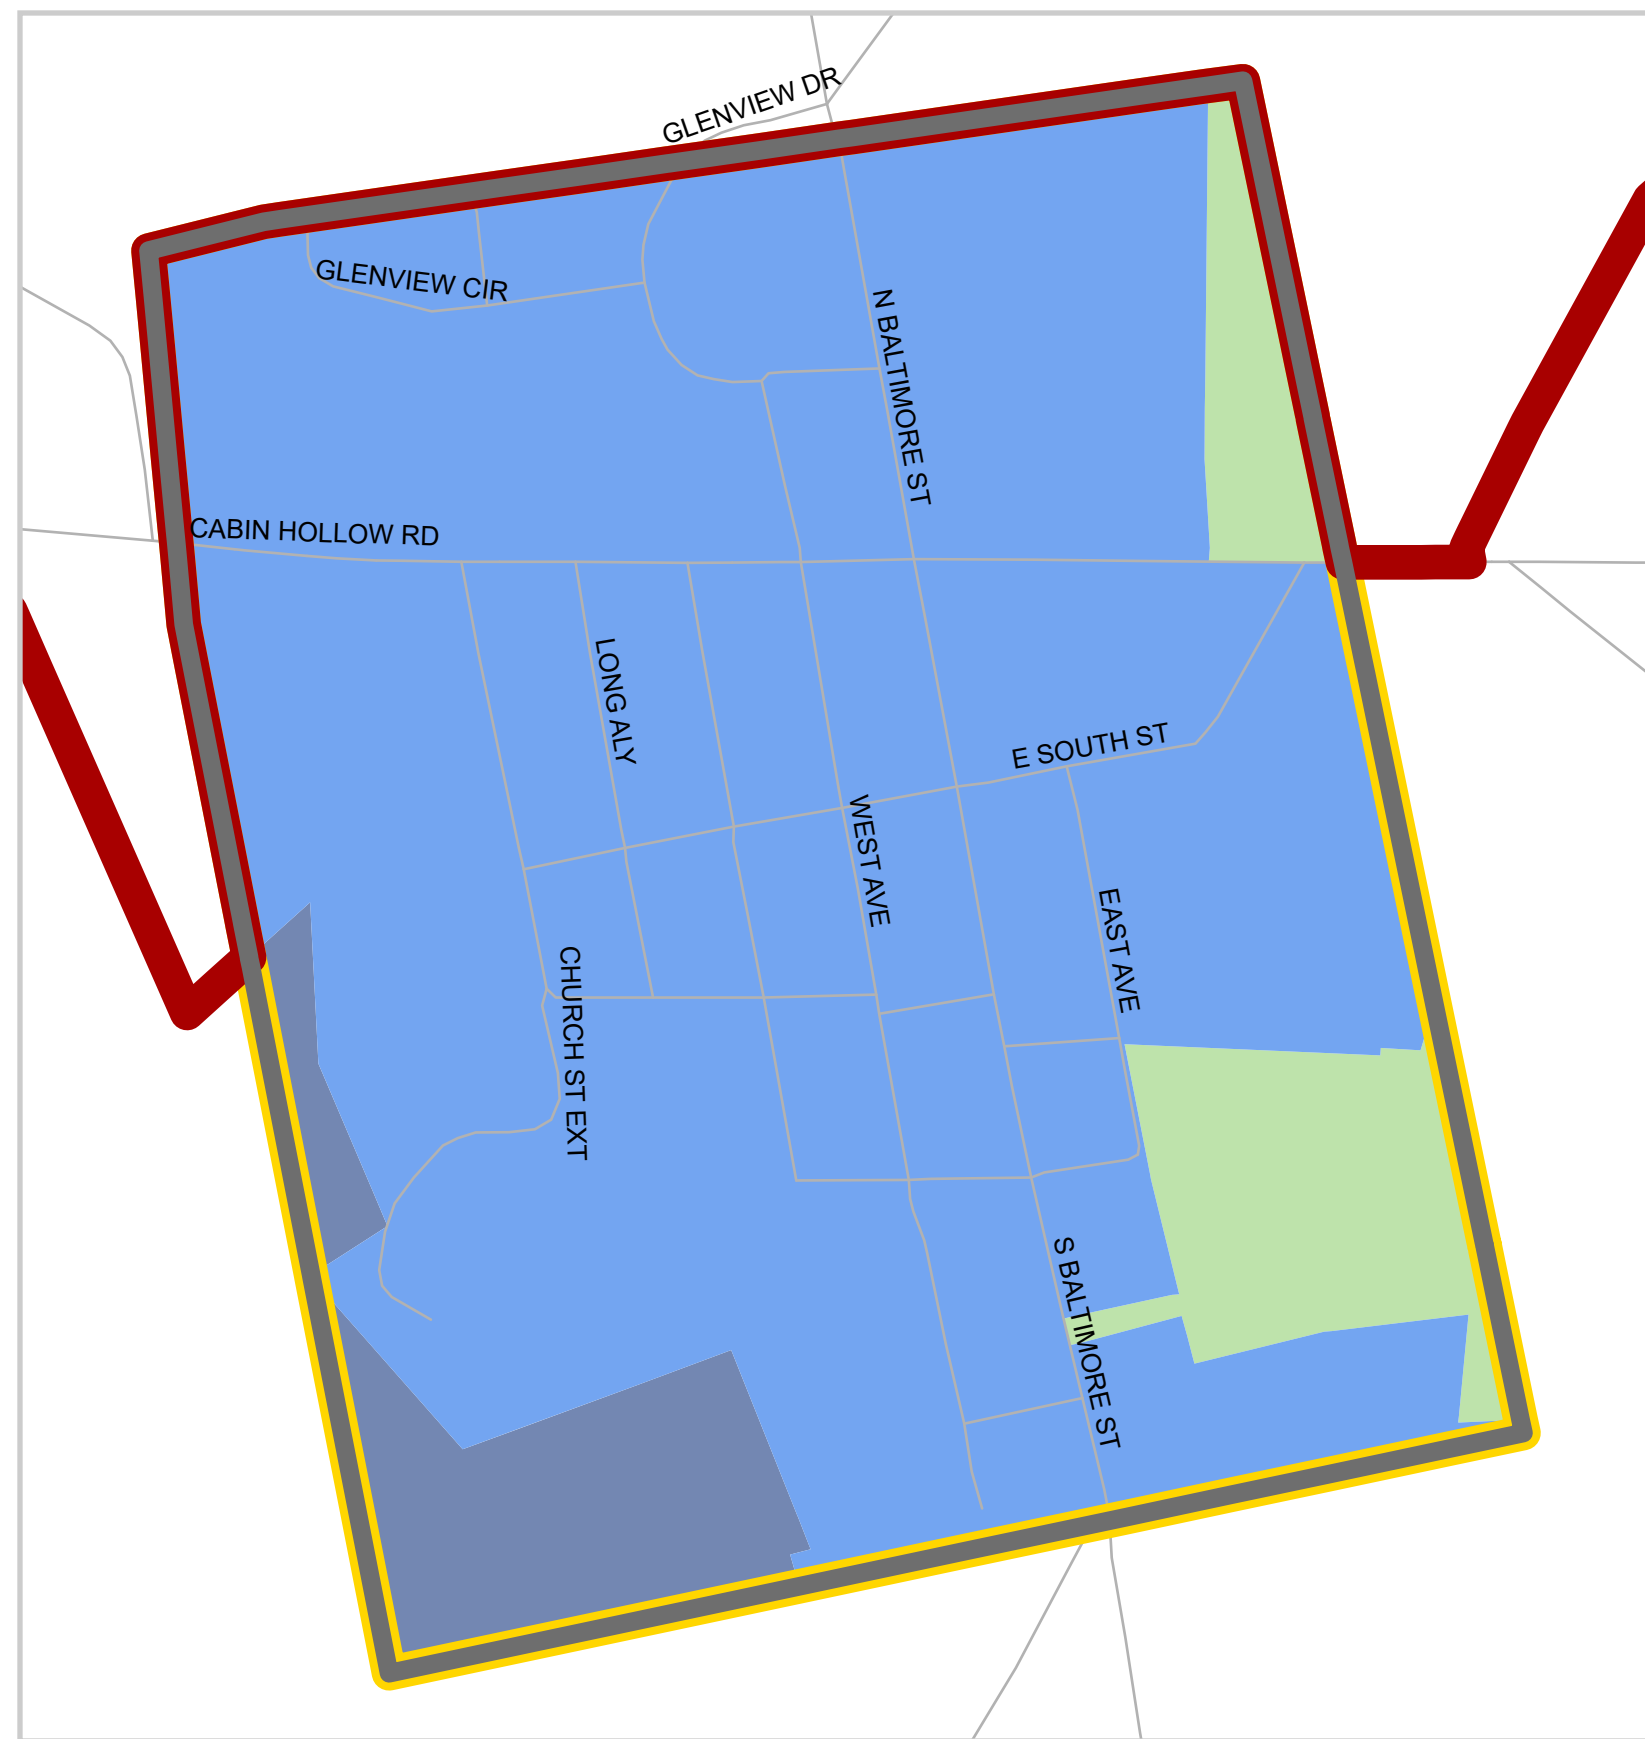 GLENVIEW DR
GLENVIEW CIR
N BALTIMORE ST
CABIN HOLLOW RD
LONG ALY
E SOUTH ST
WEST AVE
EAST AVE
CHURCH ST EXT
S BALTIMORE ST